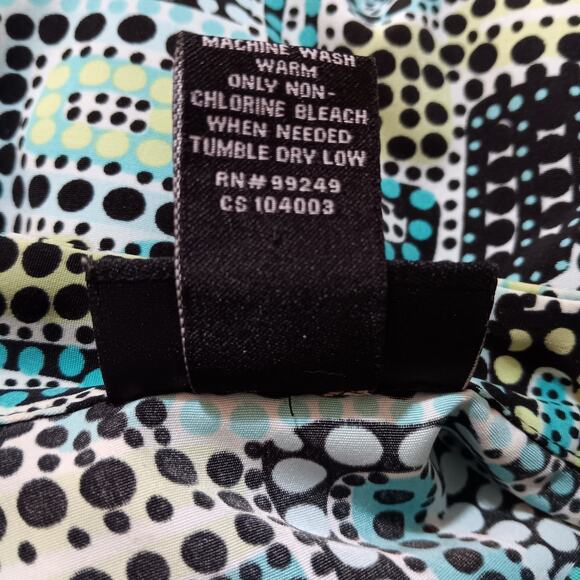 MACHINE WASH
WARM
ONLY NON-
CHLORINE BLEACH
WHEN NEEDED
TUMBLE DRY LOW
RN# 99249
CS 104003